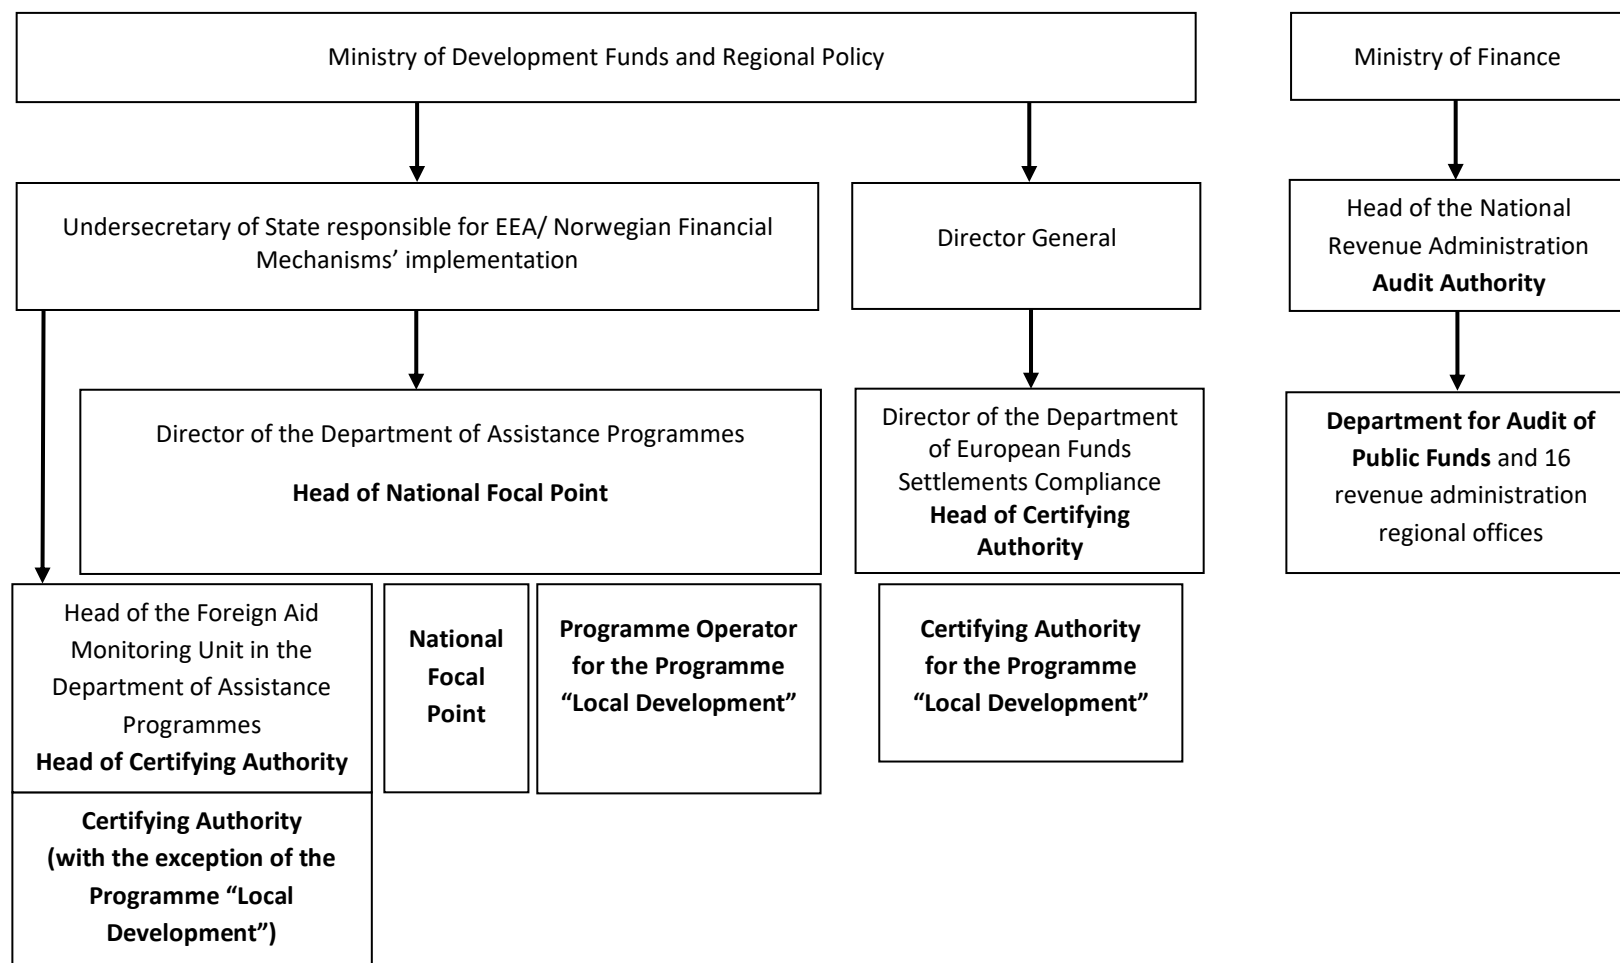 Ministry of Development Funds and Regional Policy
Ministry of Finance
Undersecretary of State responsible for EEA/ Norwegian Financial
Mechanisms’ implementation
Director General
Head of the National
Revenue Administration
Audit Authority
Director of the Department of Assistance Programmes
Head of National Focal Point
Director of the Department
of European Funds
Settlements Compliance
Head of Certifying
Authority
Department for Audit of
Public Funds and 16
revenue administration
regional offices
Head of the Foreign Aid
Monitoring Unit in the
Department of Assistance
Programmes
Head of Certifying Authority
National
Focal
Point
Programme Operator
for the Programme
“Local Development”
Certifying Authority
for the Programme
“Local Development”
Certifying Authority
(with the exception of the
Programme “Local
Development”)